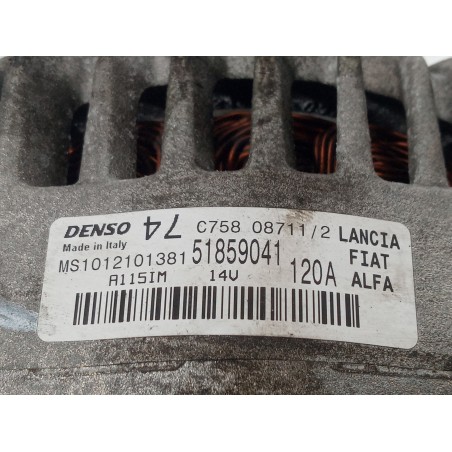 DENSO 74 C758 08711/2 LANCIA
Made in Italy FIAT
MS1012101381 51859041 120A ALFA
A115IM 14V